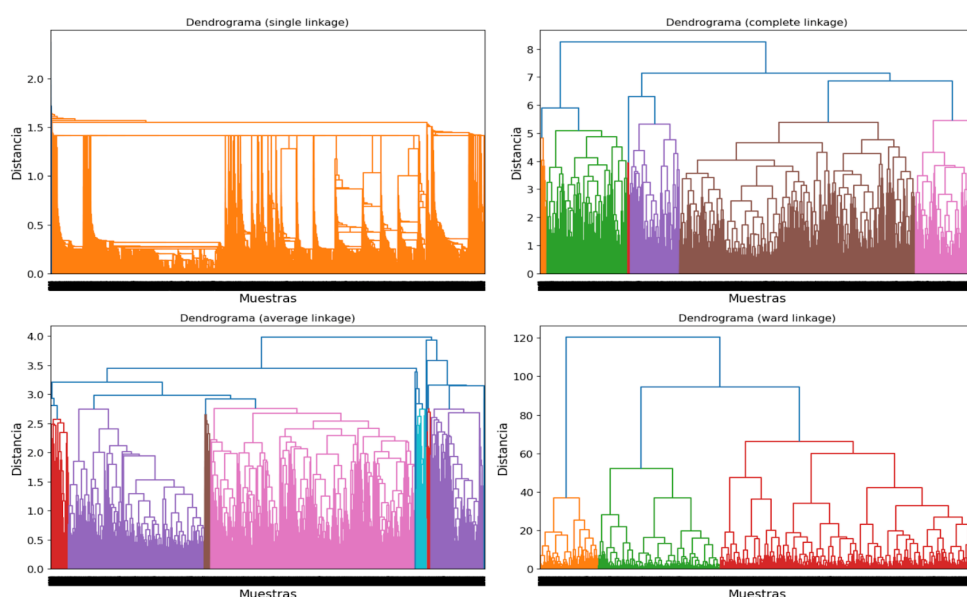 Dendrograma (single linkage)
Distancia
2.0
1.5
1.0
0.5
0.0
Muestras
Dendrograma (complete linkage)
Distancia
8
7
6
5
4
3
2
1
0
Muestras
Dendrograma (average linkage)
Distancia
4.0
3.5
3.0
2.5
2.0
1.5
1.0
0.5
0.0
Muestras
Dendrograma (ward linkage)
Distancia
120
100
80
60
40
20
0
Muestras